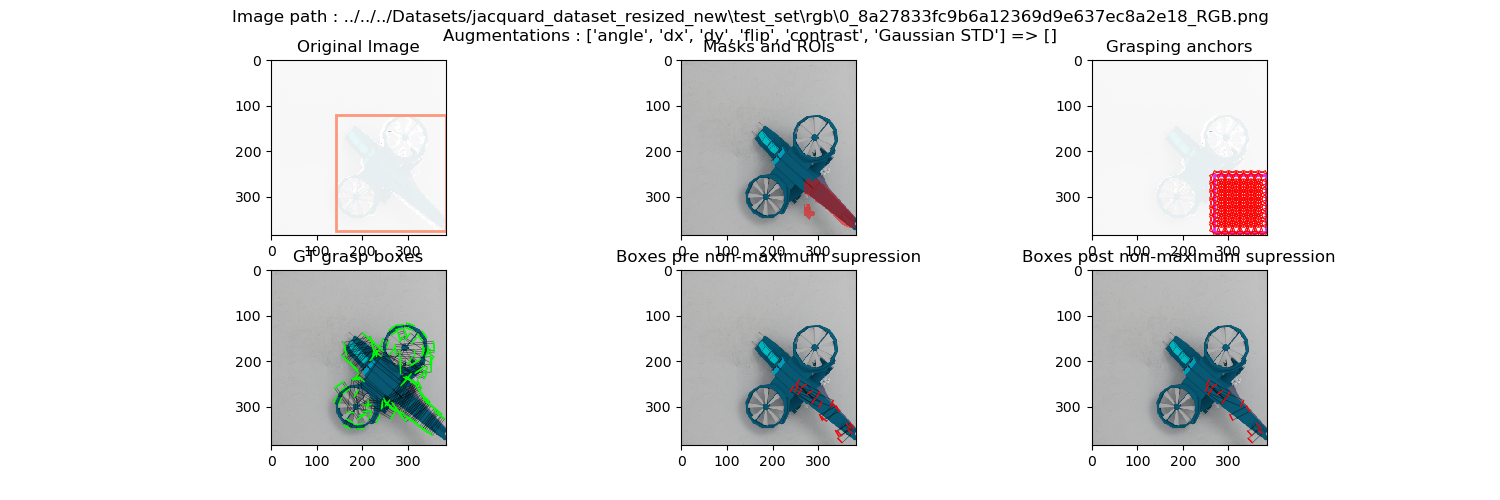 Image path : ../../../Datasets/jacquard_dataset_resized_new\test_set\rgb\0_8a27833fc9b6a12369d9e637ec8a2e18_RGB.png
Augmentations : ['angle', 'dx', 'dy', 'flip', 'contrast', 'Gaussian STD'] => []
Original Image
Masks and ROIs
Grasping anchors
0
100
200
300
0 100 200 300
0
100
200
300
0 100 200 300
0
100
200
300
0 100 200 300
GT grasp boxes
Boxes pre non-maximum supression
Boxes post non-maximum supression
0
100
200
300
0 100 200 300
0
100
200
300
0 100 200 300
0
100
200
300
0 100 200 300